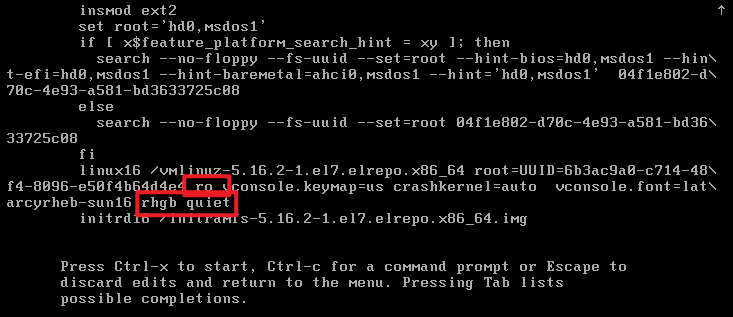 insmod ext2
set root='hd0,msdos1'
if [ x$feature_platform_search_hint = xy ]; then
search --no-floppy --fs-uuid --set=root --hint-bios=hd0,msdos1 --hin\
t-efi=hd0,msdos1 --hint-baremetal=ahci0,msdos1 --hint='hd0,msdos1'  04f1e802-d\
70c-4e93-a581-bd3633725c08
else
search --no-floppy --fs-uuid --set=root 04f1e802-d70c-4e93-a581-bd36\
33725c08
fi
linux16 /vmlinuz-5.16.2-1.el7.elrepo.x86_64 root=UUID=6b3ac9a0-c714-48\
f4-8096-e50f4b64d4e4 ro vconsole.keymap=us crashkernel=auto  vconsole.font=lat\
arcyrheb-sun16 rhgb quiet
initrd16 /initramfs-5.16.2-1.el7.elrepo.x86_64.img
Press Ctrl-x to start, Ctrl-c for a command prompt or Escape to
discard edits and return to the menu. Pressing Tab lists
possible completions.